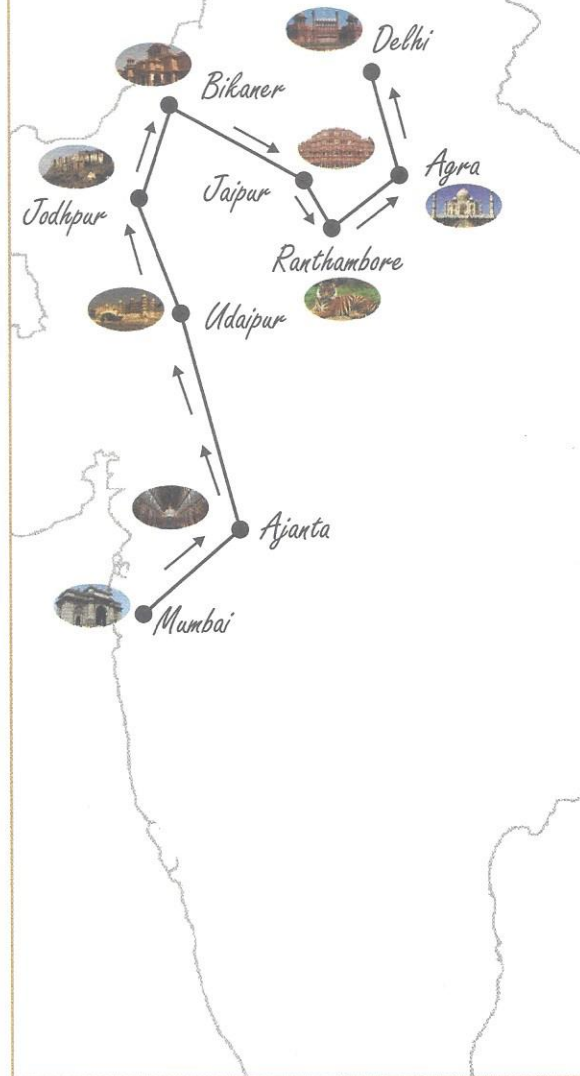 Delhi
Bikaner
Jaipur
Agra
Jodhpur
Ranthambore
Udaipur
Ajanta
Mumbai